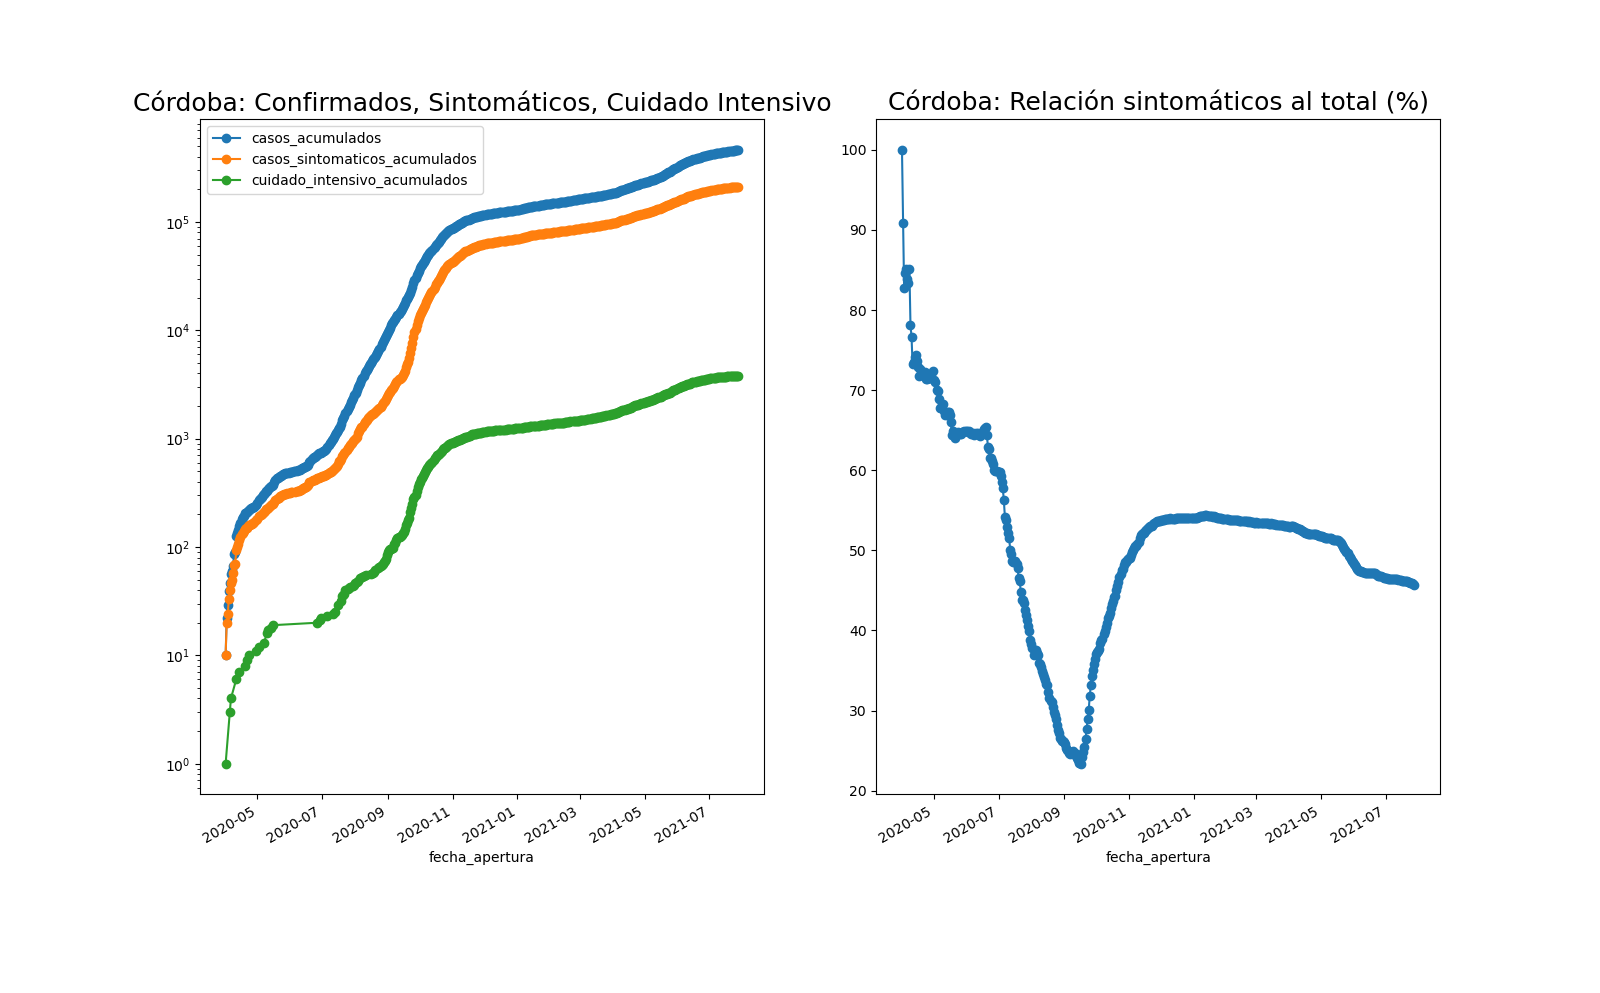 Córdoba: Confirmados, Sintomáticos, Cuidado Intensivo
casos_acumulados
casos_sintomaticos_acumulados
cuidado_intensivo_acumulados
10^5
10^4
10^3
10^2
10^1
10^0
2020-05 2020-07 2020-09 2020-11 2021-01 2021-03 2021-05 2021-07
fecha_apertura
Córdoba: Relación sintomáticos al total (%)
100
90
80
70
60
50
40
30
20
2020-05 2020-07 2020-09 2020-11 2021-01 2021-03 2021-05 2021-07
fecha_apertura